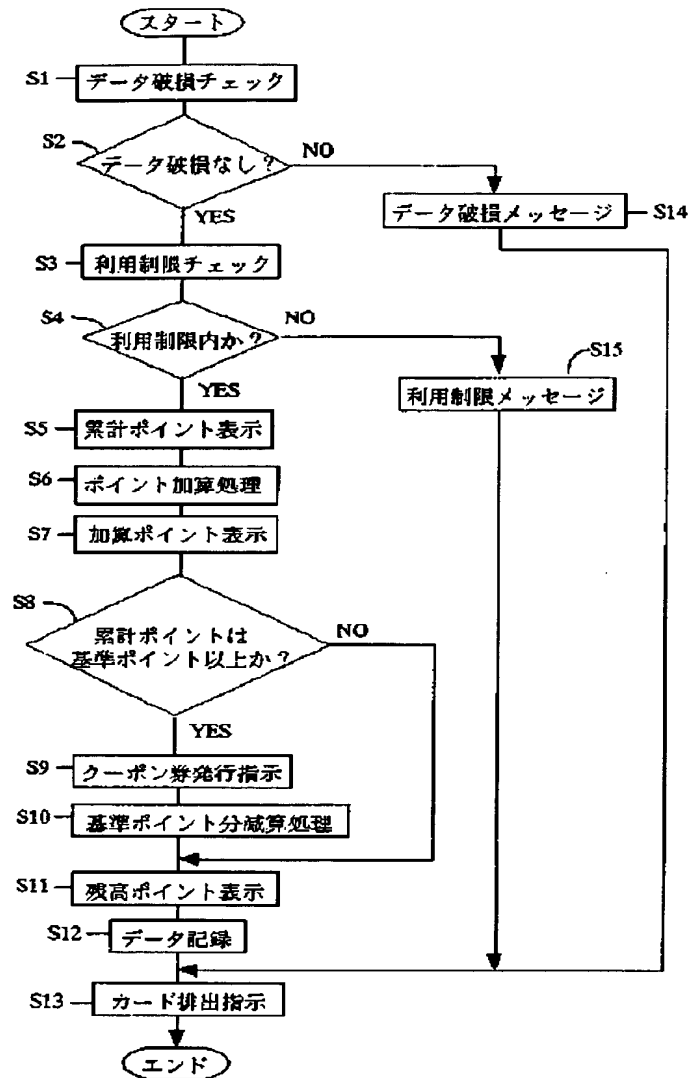 スタート
S1
データ破損チェック
S2
データ破損なし?
NO
YES
データ破損メッセージ
S14
S3
利用制限チェック
S4
利用制限内か?
NO
YES
S15
利用制限メッセージ
S5
累計ポイント表示
S6
ポイント加算処理
S7
加算ポイント表示
S8
累計ポイントは
基準ポイント以上か?
NO
YES
S9
クーポン券発行指示
S10
基準ポイント分減算処理
S11
残高ポイント表示
S12
データ記録
S13
カード排出指示
エンド